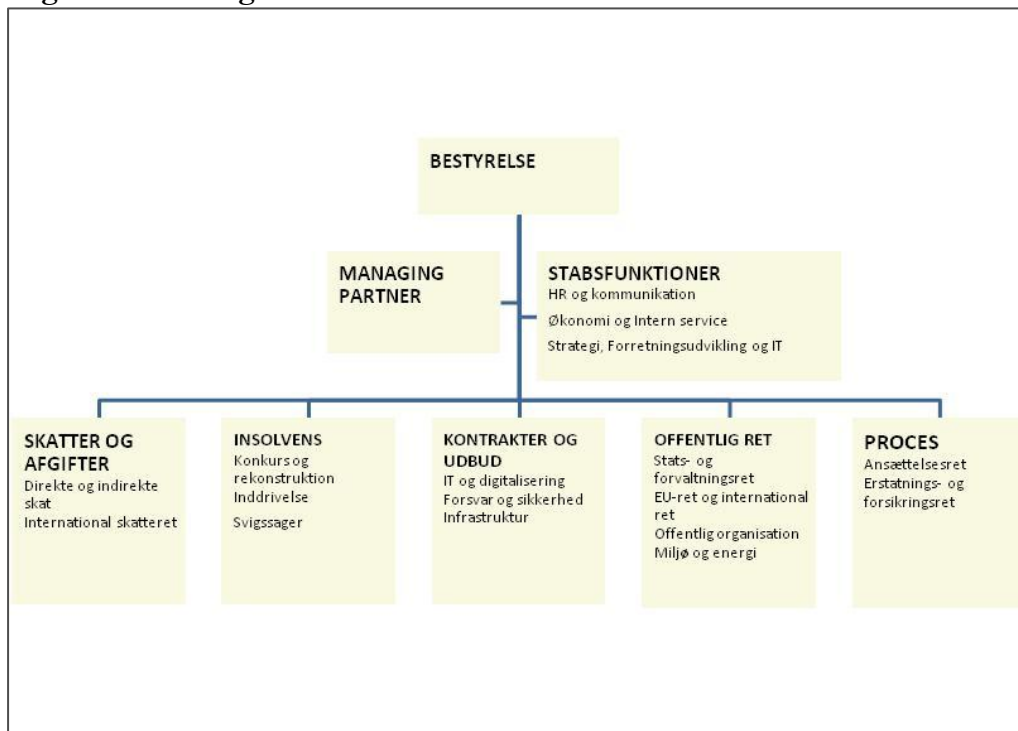 BESTYRELSE
MANAGING
PARTNER
STABSFUNKTIONER
HR og kommunikation
Økonomi og Intern service
Strategi, Forretningsudvikling og IT
SKATTER OG
AFGIFTER
Direkte og indirekte
skat
International skatteret
INSOLVENS
Konkurs og
rekonstruktion
Inddrivelse
Svigssager
KONTRAKTER OG
UDBUD
IT og digitalisering
Forsvar og sikkerhed
Infrastruktur
OFFENTLIG RET
Stats- og
forvaltningsret
EU-ret og international
ret
Offentlig organisation
Miljø og energi
PROCES
Ansættelsesret
Erstatnings- og
forsikringsret